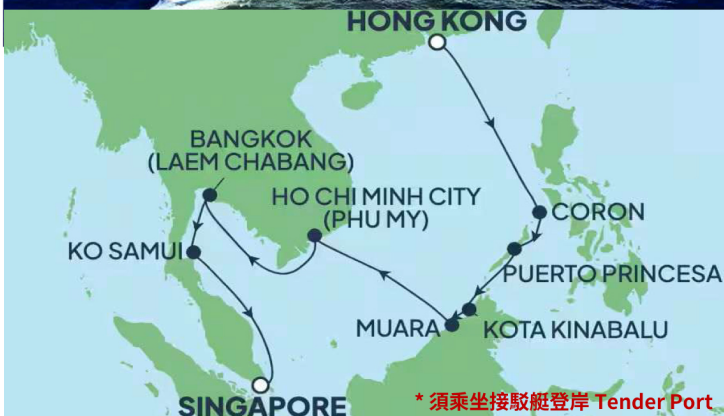 HONG KONG
BANGKOK
(LAEM CHABANG)
HO CHI MINH CITY
(PHU MY)
CORON
KO SAMUI
PUERTO PRINCESA
MUARA
KOTA KINABALU
SINGAPORE
* 須乘坐接駁艇登岸 Tender Port